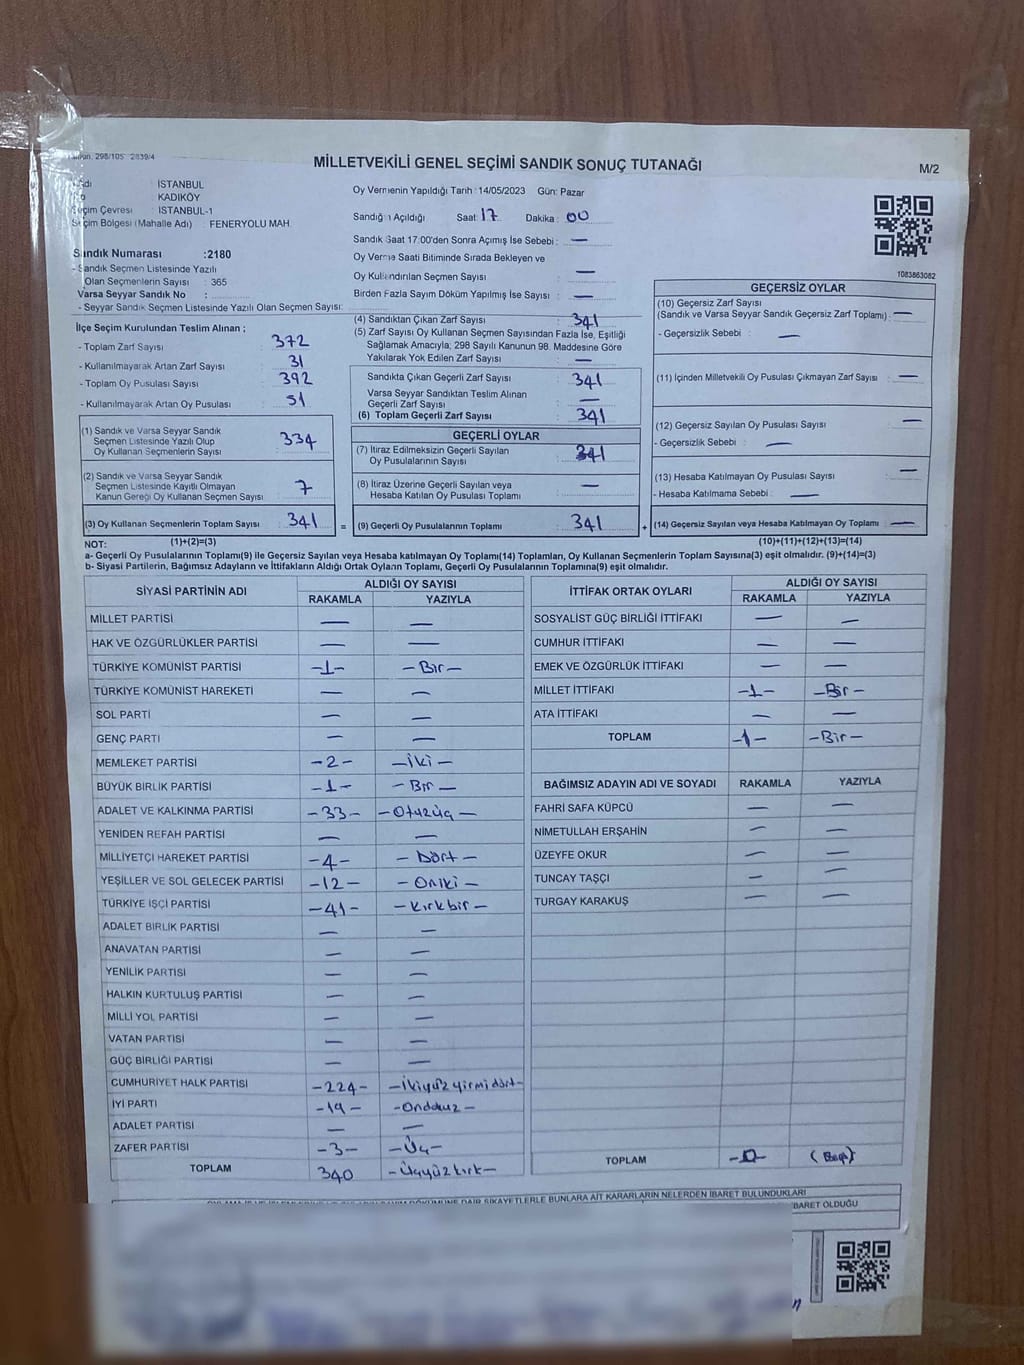 298/105 2839/4
MİLLETVEKİLİ GENEL SEÇİMİ SANDIK SONUÇ TUTANAĞI
M/2
İSTANBUL
KADIKÖY
Seçim Çevresi İSTANBUL-1
Seçim Bölgesi (Mahalle Adı) : FENERYOLU MAH.
Oy Vermenin Yapıldığı Tarih : 14/05/2023 Gün: Pazar
Sandığın Açıldığı Saat : 17 Dakika : 00
Sandık Saat 17:00'den Sonra Açımış İse Sebebi : —
Oy Verme Saati Bitiminde Sırada Bekleyen ve
Oy Kullandırılan Seçmen Sayısı —
Birden Fazla Sayım Döküm Yapılmış İse Sayısı : —
Sandık Numarası :2180
- Sandık Seçmen Listesinde Yazılı
Olan Seçmenlerin Sayısı : 365
Varsa Seyyar Sandık No :
- Seyyar Sandık Seçmen Listesinde Yazılı Olan Seçmen Sayısı:
1083863082
İlçe Seçim Kurulundan Teslim Alınan ;
- Toplam Zarf Sayısı : 372
- Kullanılmayarak Artan Zarf Sayısı : 31
- Toplam Oy Pusulası Sayısı : 392
- Kullanılmayarak Artan Oy Pusulası : 51
(4) Sandıktan Çıkan Zarf Sayısı : 341
(5) Zarf Sayısı Oy Kullanan Seçmen Sayısından Fazla İse, Eşitliği
Sağlamak Amacıyla; 298 Sayılı Kanunun 98. Maddesine Göre
Yakılarak Yok Edilen Zarf Sayısı : —
Sandıkta Çıkan Geçerli Zarf Sayısı : 341
Varsa Seyyar Sandıktan Teslim Alınan
Geçerli Zarf Sayısı : —
(6) Toplam Geçerli Zarf Sayısı : 341
GEÇERSİZ OYLAR
(10) Geçersiz Zarf Sayısı
(Sandık ve Varsa Seyyar Sandık Geçersiz Zarf Toplamı) : —
- Geçersizlik Sebebi : —
(11) İçinden Milletvekili Oy Pusulası Çıkmayan Zarf Sayısı : —
(12) Geçersiz Sayılan Oy Pusulası Sayısı : —
- Geçersizlik Sebebi : —
(13) Hesaba Katılmayan Oy Pusulası Sayısı : —
- Hesaba Katılmama Sebebi : —
(1) Sandık ve Varsa Seyyar Sandık
Seçmen Listesinde Yazılı Olup
Oy Kullanan Seçmenlerin Sayısı : 334
(2) Sandık ve Varsa Seyyar Sandık
Seçmen Listesinde Kayıtlı Olmayan
Kanun Gereği Oy Kullanan Seçmen Sayısı : 7
GEÇERLİ OYLAR
(7) İtiraz Edilmeksizin Geçerli Sayılan
Oy Pusulalarının Sayısı : 341
(8) İtiraz Üzerine Geçerli Sayılan veya
Hesaba Katılan Oy Pusulası Toplamı : —
(3) Oy Kullanan Seçmenlerin Toplam Sayısı : 341 = (9) Geçerli Oy Pusulalarının Toplamı : 341 + (14) Geçersiz Sayılan veya Hesaba Katılmayan Oy Toplamı : —
NOT: (1)+(2)=(3) (10)+(11)+(12)+(13)=(14)
a- Geçerli Oy Pusulalarının Toplamı(9) ile Geçersiz Sayılan veya Hesaba katılmayan Oy Toplamı(14) Toplamları, Oy Kullanan Seçmenlerin Toplam Sayısına(3) eşit olmalıdır. (9)+(14)=(3)
b- Siyasi Partilerin, Bağımsız Adayların ve İttifakların Aldığı Ortak Oyların Toplamı, Geçerli Oy Pusulalarının Toplamına(9) eşit olmalıdır.
SİYASİ PARTİNİN ADI ALDIĞI OY SAYISI
RAKAMLA YAZIYLA
MİLLET PARTİSİ — —
HAK VE ÖZGÜRLÜKLER PARTİSİ — —
TÜRKİYE KOMÜNİST PARTİSİ -1- -Bir-
TÜRKİYE KOMÜNİST HAREKETİ — —
SOL PARTİ — —
GENÇ PARTİ — —
MEMLEKET PARTİSİ -2- -İki-
BÜYÜK BİRLİK PARTİSİ -1- -Bir-
ADALET VE KALKINMA PARTİSİ -33- -Otuzüç-
YENİDEN REFAH PARTİSİ — —
MİLLİYETÇİ HAREKET PARTİSİ -4- -Dört-
YEŞİLLER VE SOL GELECEK PARTİSİ -12- -Oniki-
TÜRKİYE İŞÇİ PARTİSİ -41- -Kırkbir-
ADALET BİRLİK PARTİSİ — —
ANAVATAN PARTİSİ — —
YENİLİK PARTİSİ — —
HALKIN KURTULUŞ PARTİSİ — —
MİLLİ YOL PARTİSİ — —
VATAN PARTİSİ — —
GÜÇ BİRLİĞİ PARTİSİ — —
CUMHURİYET HALK PARTİSİ -224- -İkiyüzyirmidört-
İYİ PARTİ -19- -Ondokuz-
ADALET PARTİSİ — —
ZAFER PARTİSİ -3- -Üç-
TOPLAM 340 -Üçyüzkırk-
İTTİFAK ORTAK OYLARI ALDIĞI OY SAYISI
RAKAMLA YAZIYLA
SOSYALİST GÜÇ BİRLİĞİ İTTİFAKI — —
CUMHUR İTTİFAKI — —
EMEK VE ÖZGÜRLÜK İTTİFAKI — —
MİLLET İTTİFAKI -1- -Bir-
ATA İTTİFAKI — —
TOPLAM -1- -Bir-
BAĞIMSIZ ADAYIN ADI VE SOYADI RAKAMLA YAZIYLA
FAHRİ SAFA KÜPCÜ — —
NİMETULLAH ERŞAHİN — —
ÜZEYFE OKUR — —
TUNCAY TAŞÇI — —
TURGAY KARAKUŞ — —
TOPLAM
ŞİKAYETLERLE BUNLARA AİT KARARLARIN NELERDEN İBARET BULUNDUKLARI
İBARET OLDUĞU